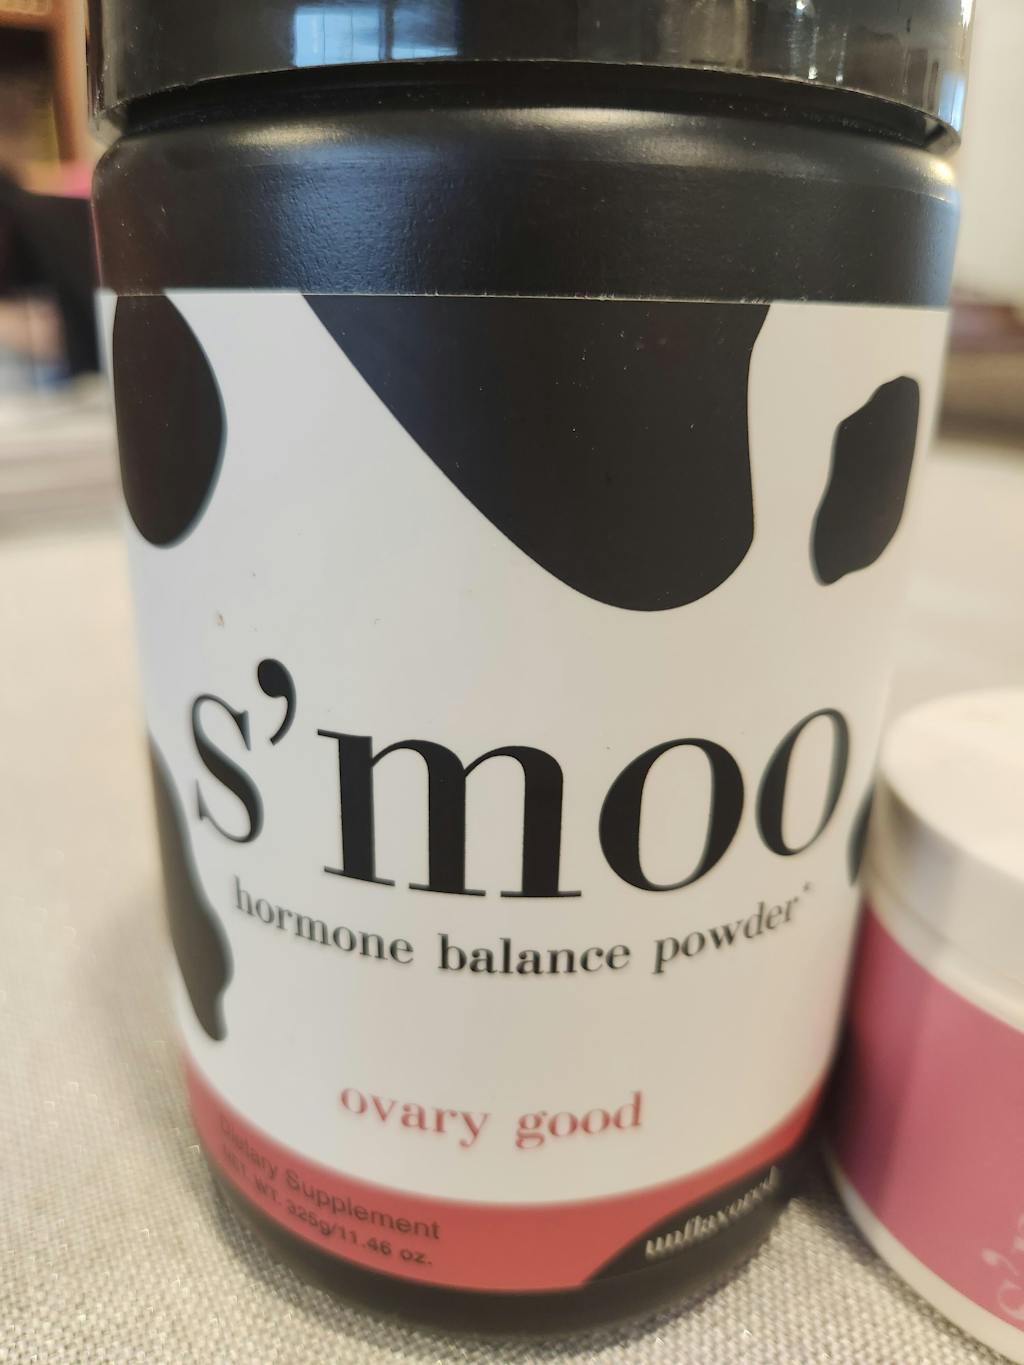 s'moo
hormone balance powder*
ovary good
Dietary Supplement
NET. WT. 325g/11.46 oz.
unflavored